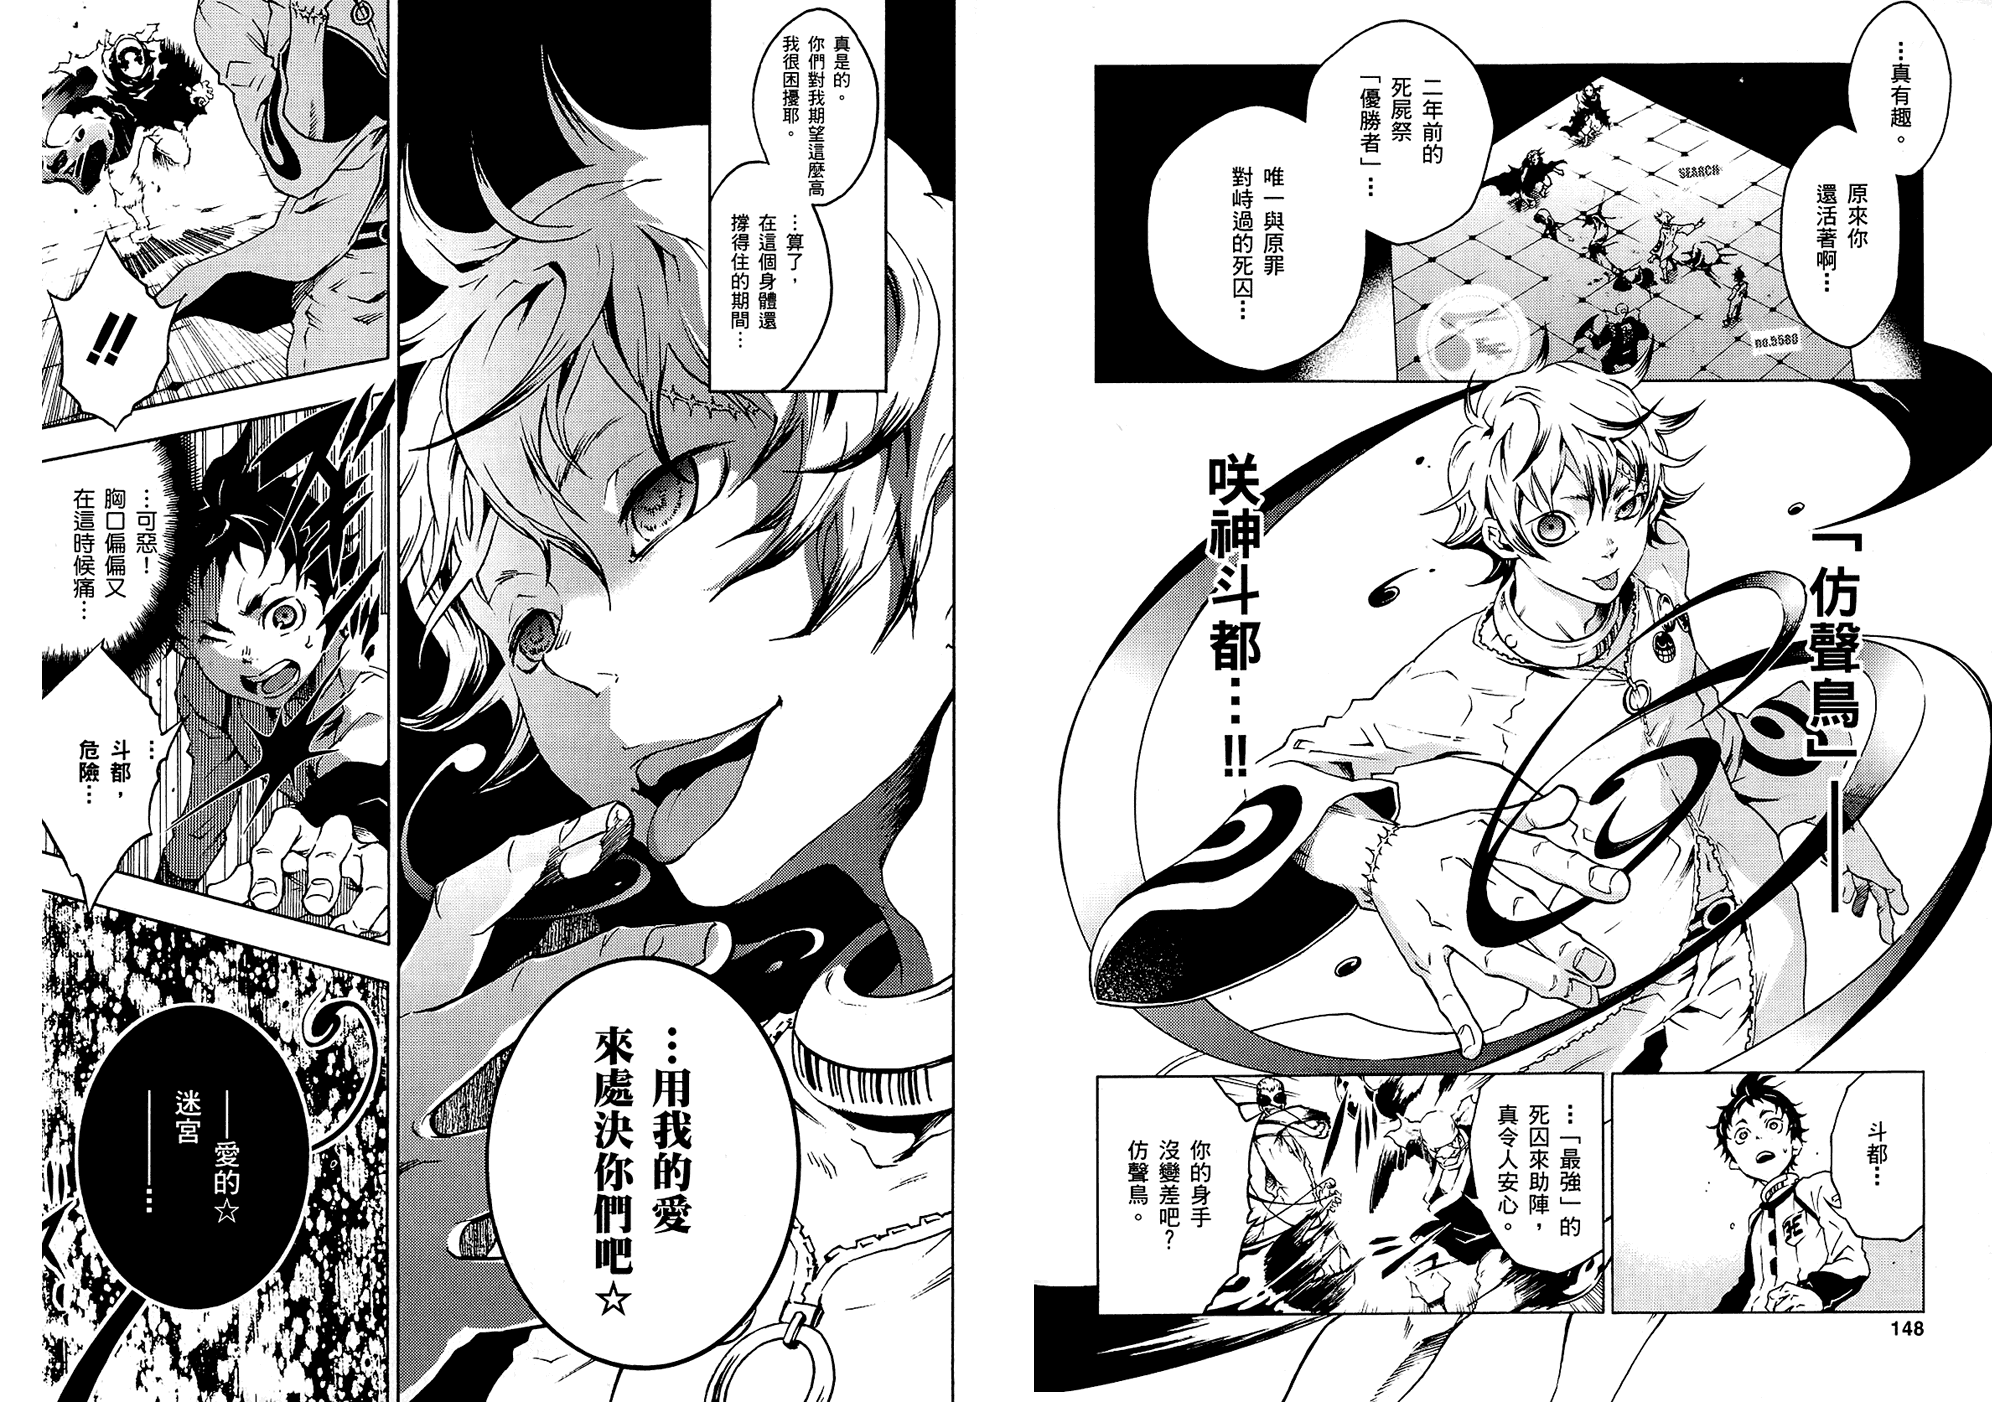 …真有趣。
原來你
還活著啊…
二年前的
死屍祭
「優勝者」…
唯一與原罪
對峙過的死囚…
SEARCH
no.5580
「仿聲鳥」——
咲神斗都…!!
斗都…
…「最強」的
死囚來助陣，
真令人安心。
你的身手
沒變差吧？
仿聲鳥。
148
真是的。
你們對我期望這麼高
我很困擾耶。
…算了，
在這個身體還
撐得住的期間…
…用我的愛
來處決你們吧☆
!!
…可惡！
胸口偏偏又
在這時候痛…
…
斗都，
危險…
——愛的☆
迷宮
——…